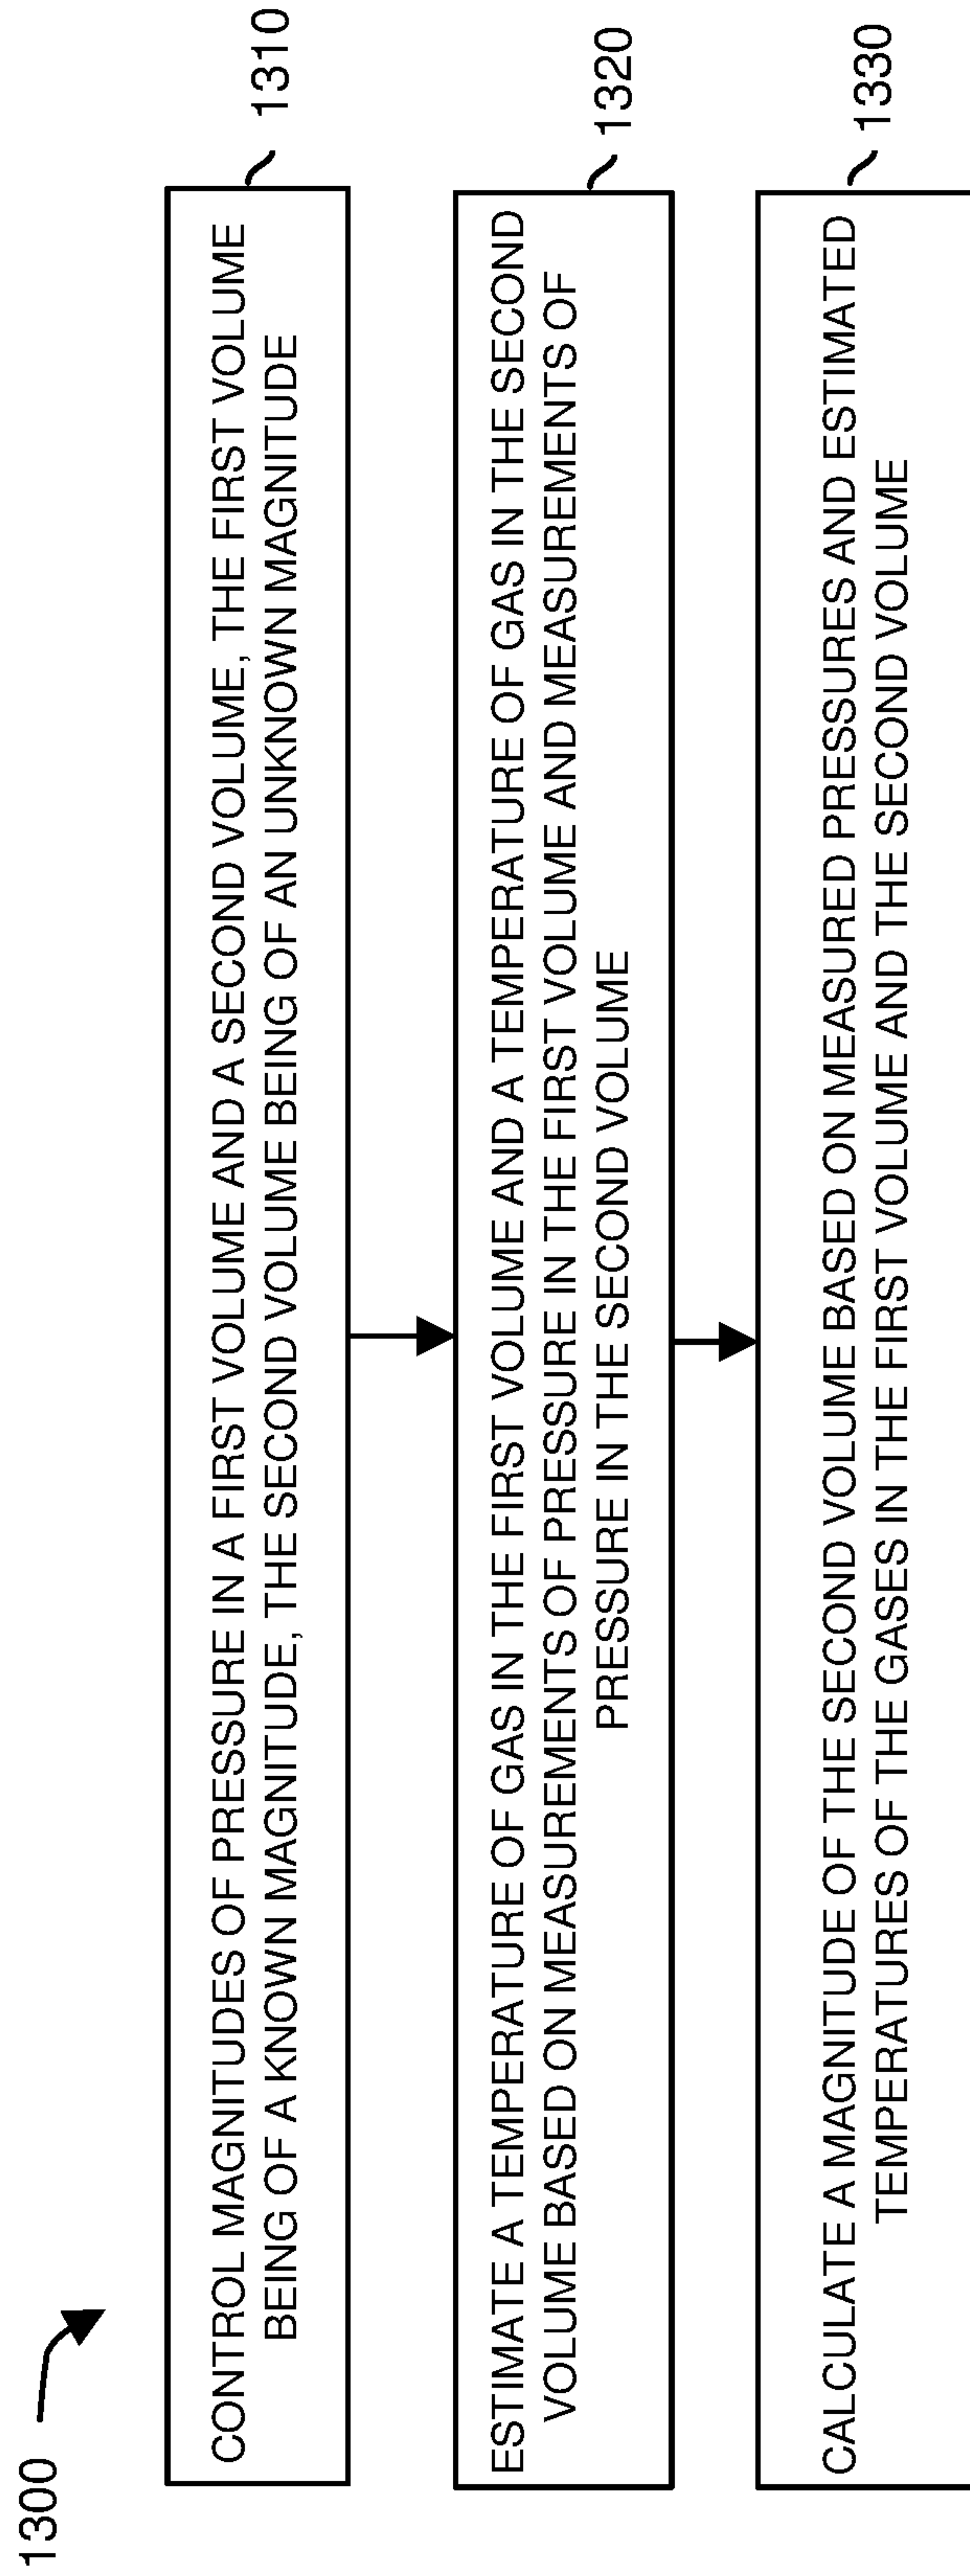 1300
CONTROL MAGNITUDES OF PRESSURE IN A FIRST VOLUME AND A SECOND VOLUME, THE FIRST VOLUME
BEING OF A KNOWN MAGNITUDE, THE SECOND VOLUME BEING OF AN UNKNOWN MAGNITUDE
1310
ESTIMATE A TEMPERATURE OF GAS IN THE FIRST VOLUME AND A TEMPERATURE OF GAS IN THE SECOND
VOLUME BASED ON MEASUREMENTS OF PRESSURE IN THE FIRST VOLUME AND MEASUREMENTS OF
PRESSURE IN THE SECOND VOLUME
1320
CALCULATE A MAGNITUDE OF THE SECOND VOLUME BASED ON MEASURED PRESSURES AND ESTIMATED
TEMPERATURES OF THE GASES IN THE FIRST VOLUME AND THE SECOND VOLUME
1330